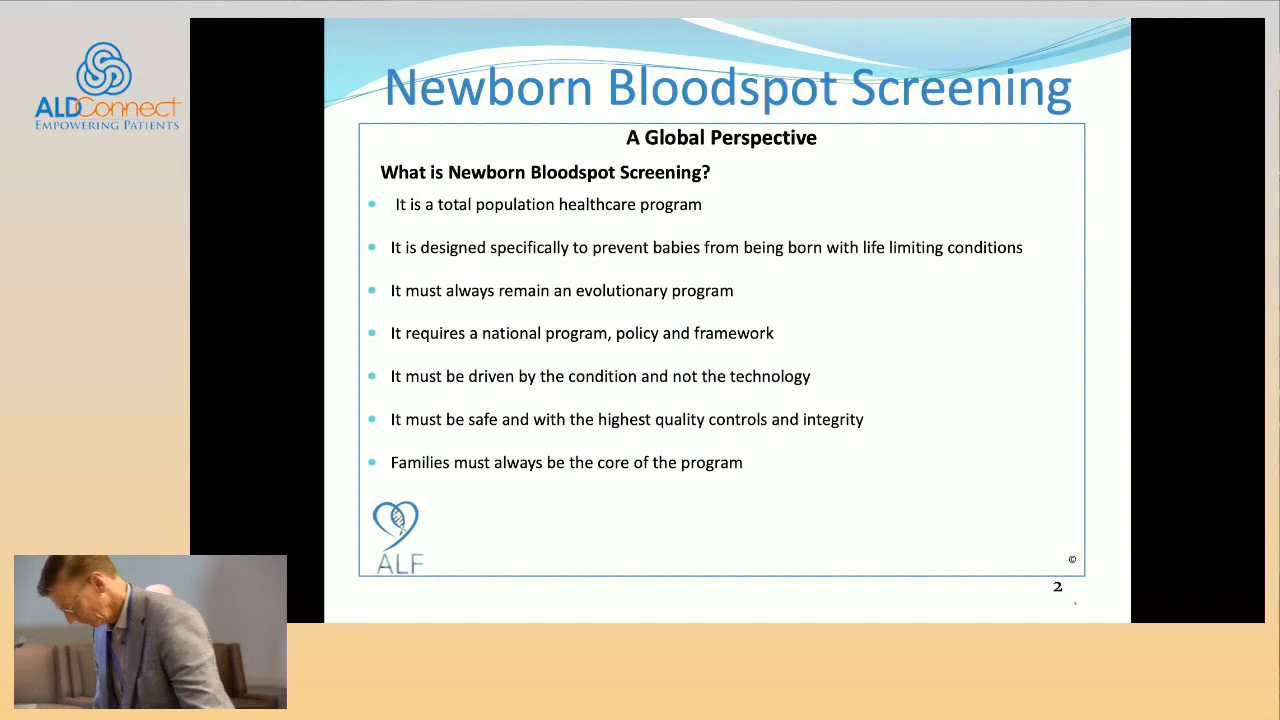 ALDConnect
EMPOWERING PATIENTS
Newborn Bloodspot Screening
A Global Perspective
What is Newborn Bloodspot Screening?
• It is a total population healthcare program
• It is designed specifically to prevent babies from being born with life limiting conditions
• It must always remain an evolutionary program
• It requires a national program, policy and framework
• It must be driven by the condition and not the technology
• It must be safe and with the highest quality controls and integrity
• Families must always be the core of the program
ALF
©
2